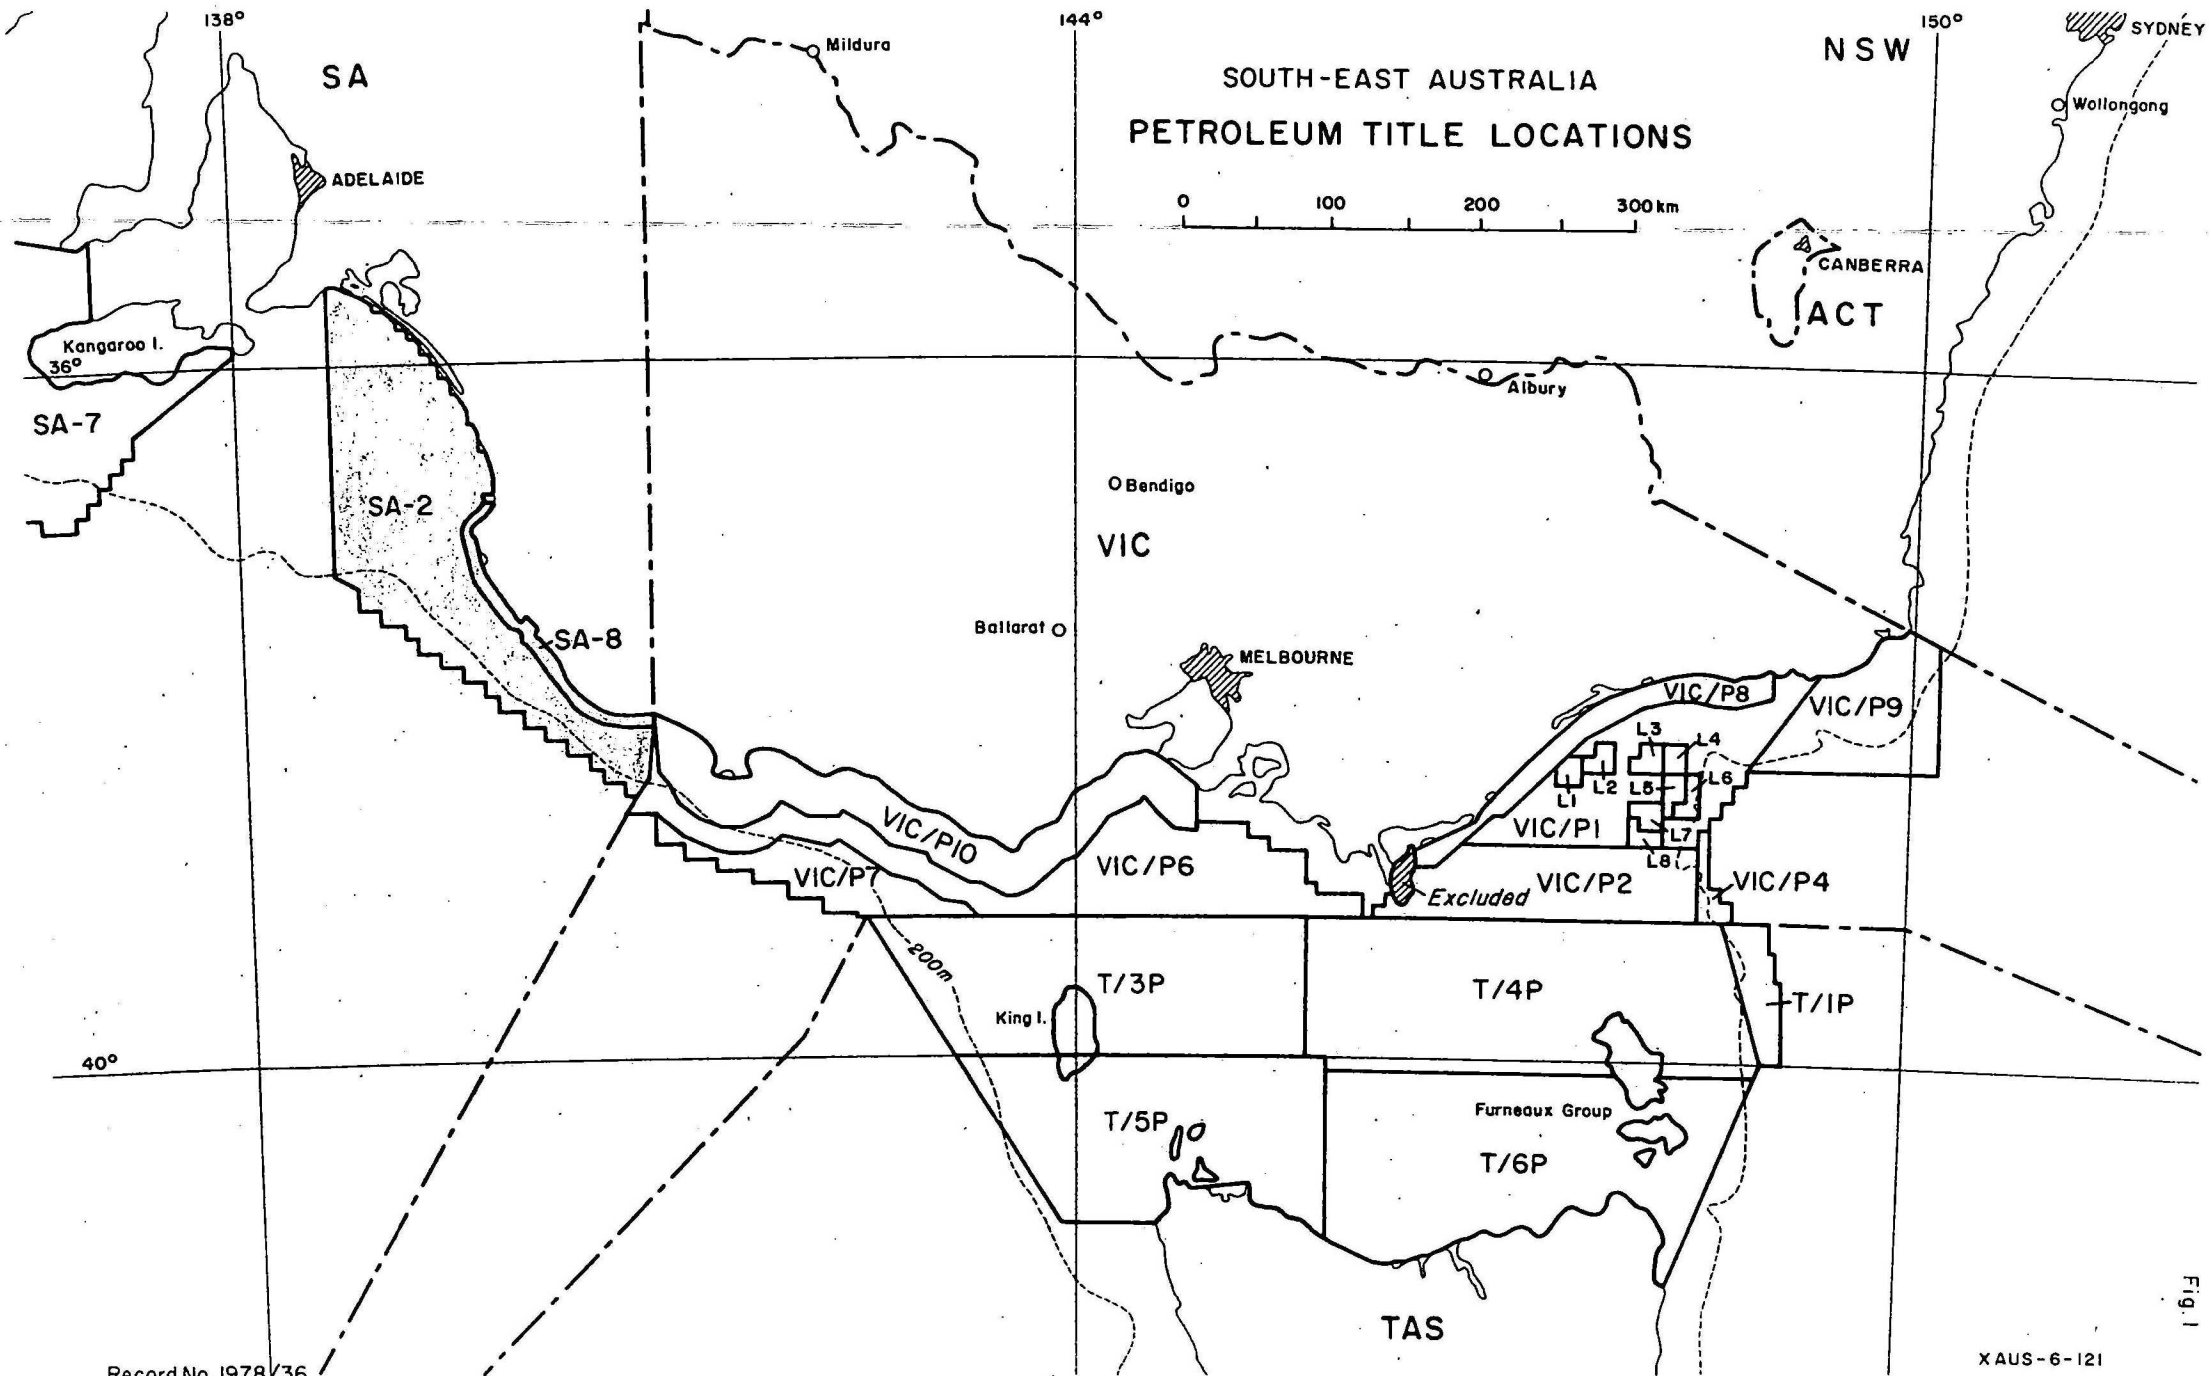 138°
144°
150°
SYDNEY
Mildura
NSW
SA
SOUTH-EAST AUSTRALIA
PETROLEUM TITLE LOCATIONS
Wollongong
ADELAIDE
0 100 200 300 km
CANBERRA
ACT
Kangaroo I.
36°
Albury
SA-7
SA-2
Bendigo
VIC
Ballarat
SA-8
MELBOURNE
VIC/P8
VIC/P9
L3
L4
L6
L2
L5
L1
VIC/P10
VIC/P1
L7
L8
VIC/P6
VIC/P7
VIC/P2
VIC/P4
Excluded
200m
T/3P
T/4P
T/1P
King I.
40°
T/5P
Furneaux Group
T/6P
TAS
Fig. 1
XAUS-6-121
Record No. 1978/36